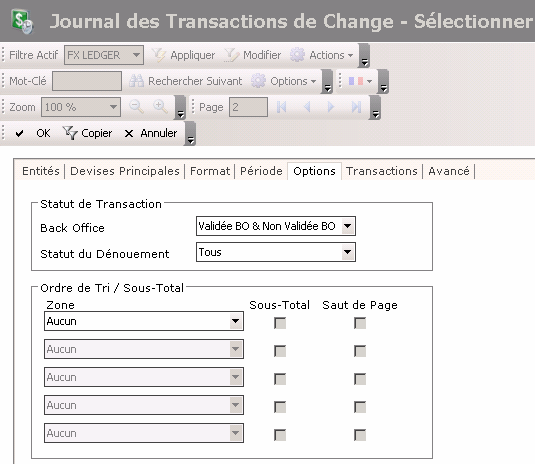 Journal des Transactions de Change - Sélectionner
Filtre Actif FX LEDGER Appliquer Modifier Actions
Mot-Clé Rechercher Suivant Options
Zoom 100 % Page 2
OK Copier Annuler
Entités Devises Principales Format Période Options Transactions Avancé
Statut de Transaction
Back Office Validée BO & Non Validée BO
Statut du Dénouement Tous
Ordre de Tri / Sous-Total
Zone Sous-Total Saut de Page
Aucun
Aucun
Aucun
Aucun
Aucun